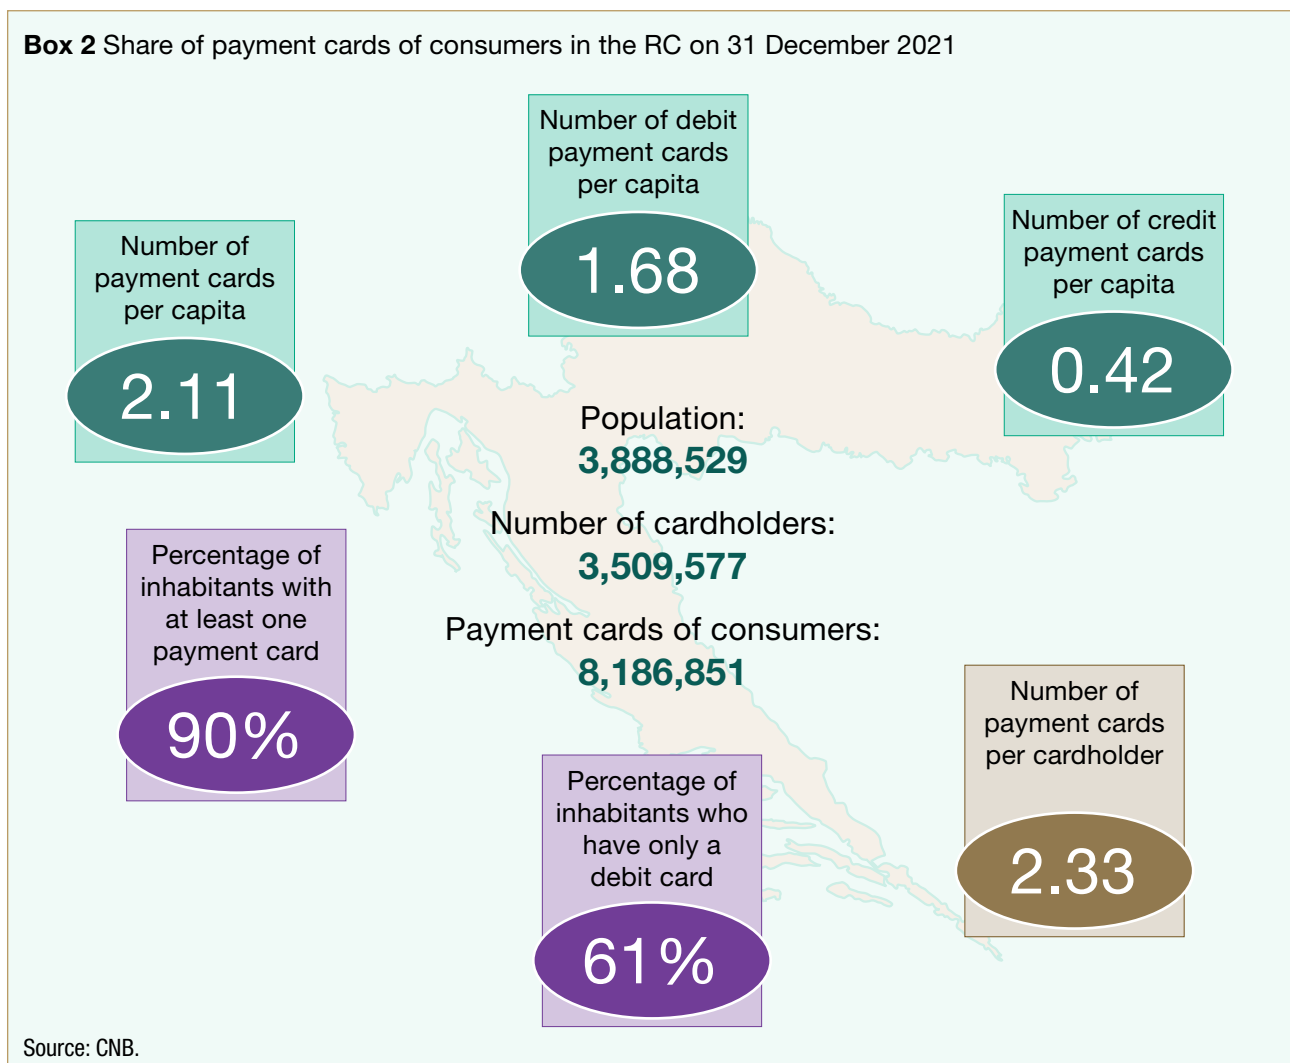 Box 2 Share of payment cards of consumers in the RC on 31 December 2021
Number of debit
payment cards
per capita
1.68
Number of
payment cards
per capita
2.11
Number of credit
payment cards
per capita
0.42
Population:
3,888,529
Number of cardholders:
3,509,577
Payment cards of consumers:
8,186,851
Percentage of
inhabitants with
at least one
payment card
90%
Percentage of
inhabitants who
have only a
debit card
61%
Number of
payment cards
per cardholder
2.33
Source: CNB.